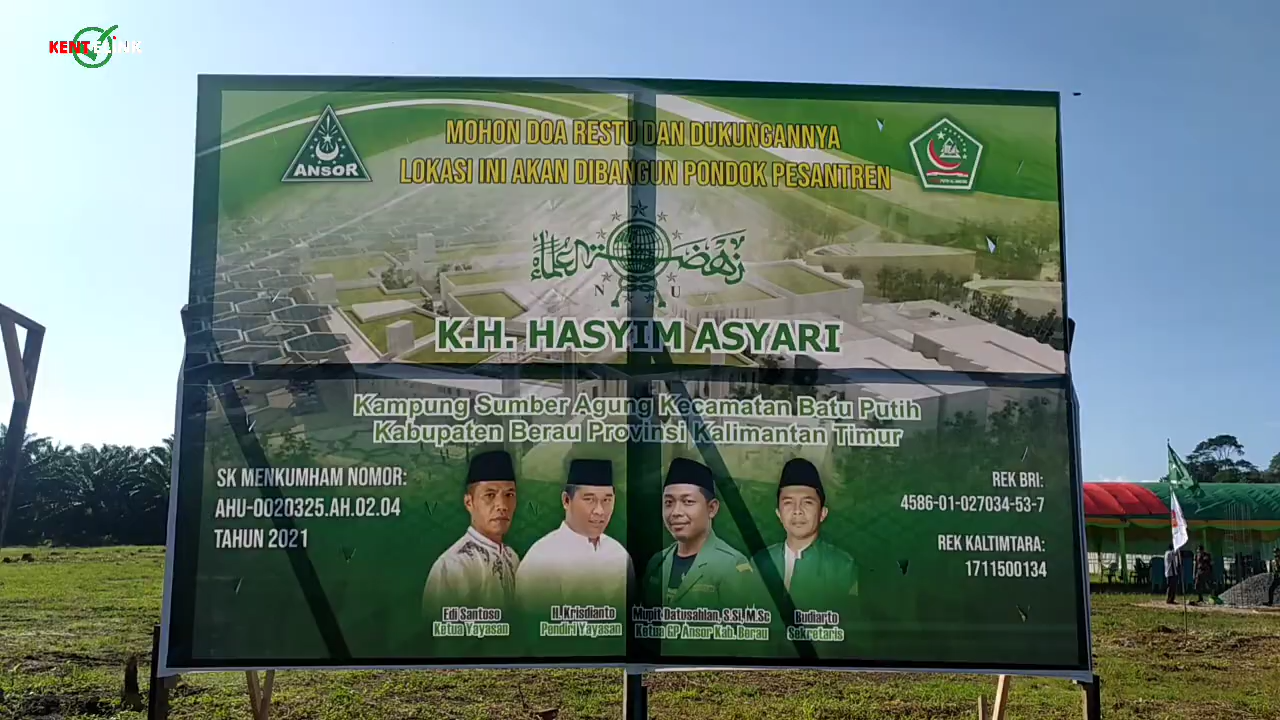 KENT
ANSOR
MOHON DOA RESTU DAN DUKUNGANNYA
LOKASI INI AKAN DIBANGUN PONDOK PESANTREN
نهضة العلماء
N U
K.H. HASYIM ASYARI
Kampung Sumber Agung Kecamatan Batu Putih
Kabupaten Berau Provinsi Kalimantan Timur
SK MENKUMHAM NOMOR:
AHU-0020325.AH.02.04
TAHUN 2021
REK BRI:
4586-01-027034-53-7
REK KALTIMTARA:
1711500134
Edi Santoso
Ketua Yayasan
H. Krisdianto
Pendiri Yayasan
Mupit Datusahlan, S.Si, M.Sc
Ketua GP Ansor Kab. Berau
Budiarto
Sekretaris